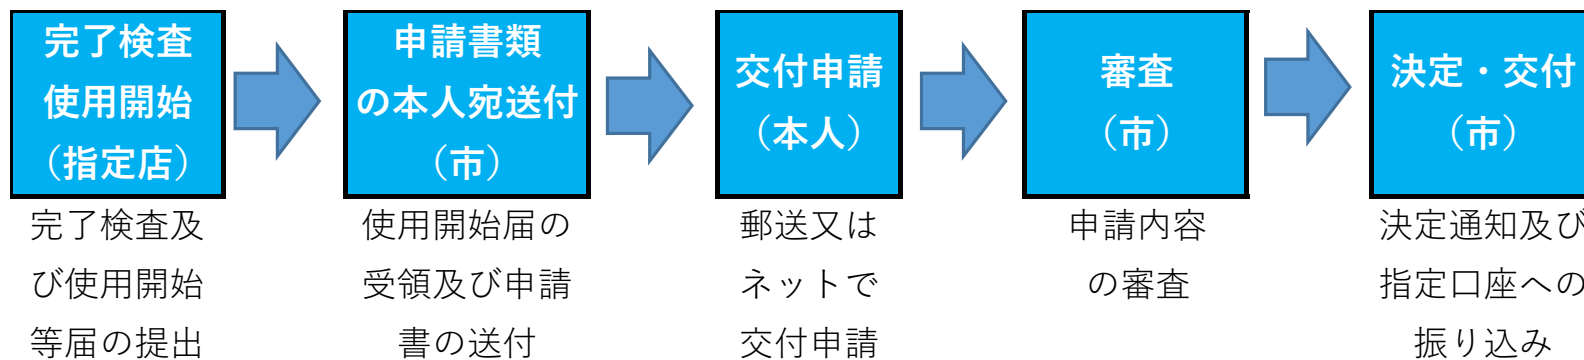 完了検査
使用開始
（指定店）
完了検査及
び使用開始
等届の提出
申請書類
の本人宛送付
（市）
使用開始届の
受領及び申請
書の送付
交付申請
（本人）
郵送又は
ネットで
交付申請
審査
（市）
申請内容
の審査
決定・交付
（市）
決定通知及び
指定口座への
振り込み